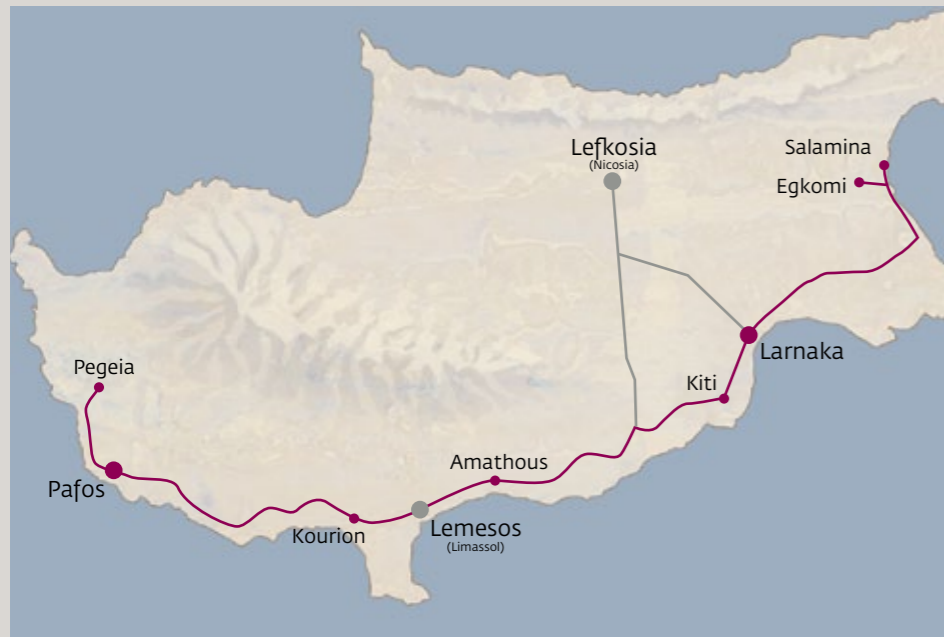 Lefkosia
(Nicosia)
Salamina
Egkomi
Larnaka
Pegeia
Kiti
Amathous
Pafos
Kourion
Lemesos
(Limassol)